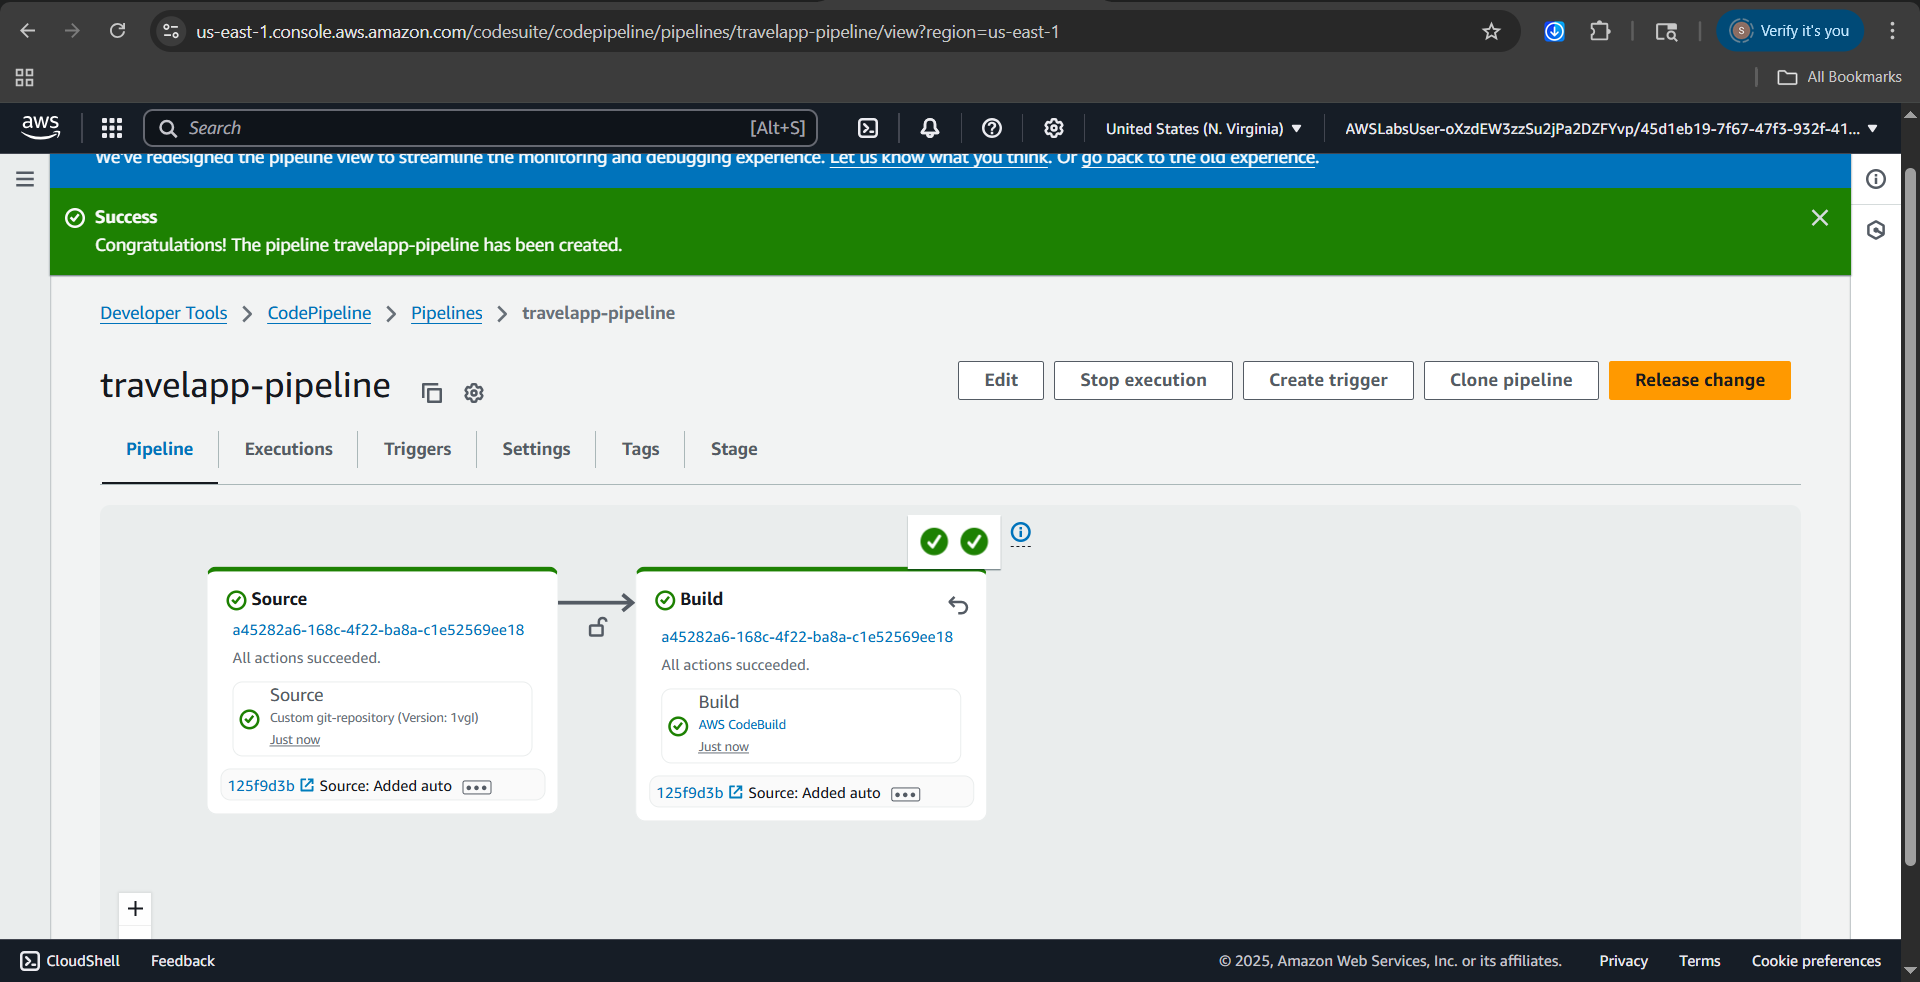 us-east-1.console.aws.amazon.com/codesuite/codepipeline/pipelines/travelapp-pipeline/view?region=us-east-1
S Verify it's you
All Bookmarks
aws
Search [Alt+S]
United States (N. Virginia)
AWSLabsUser-oXzdEW3zzSu2jPa2DZFYvp/45d1eb19-7f67-47f3-932f-41...
We've redesigned the pipeline view to streamline the monitoring and debugging experience. Let us know what you think. Or go back to the old experience.
Success
Congratulations! The pipeline travelapp-pipeline has been created.
Developer Tools > CodePipeline > Pipelines > travelapp-pipeline
travelapp-pipeline
Edit
Stop execution
Create trigger
Clone pipeline
Release change
Pipeline
Executions
Triggers
Settings
Tags
Stage
Source
a45282a6-168c-4f22-ba8a-c1e52569ee18
All actions succeeded.
Source
Custom git-repository (Version: 1vgI)
Just now
125f9d3b Source: Added auto ...
Build
a45282a6-168c-4f22-ba8a-c1e52569ee18
All actions succeeded.
Build
AWS CodeBuild
Just now
125f9d3b Source: Added auto ...
CloudShell
Feedback
© 2025, Amazon Web Services, Inc. or its affiliates.
Privacy
Terms
Cookie preferences